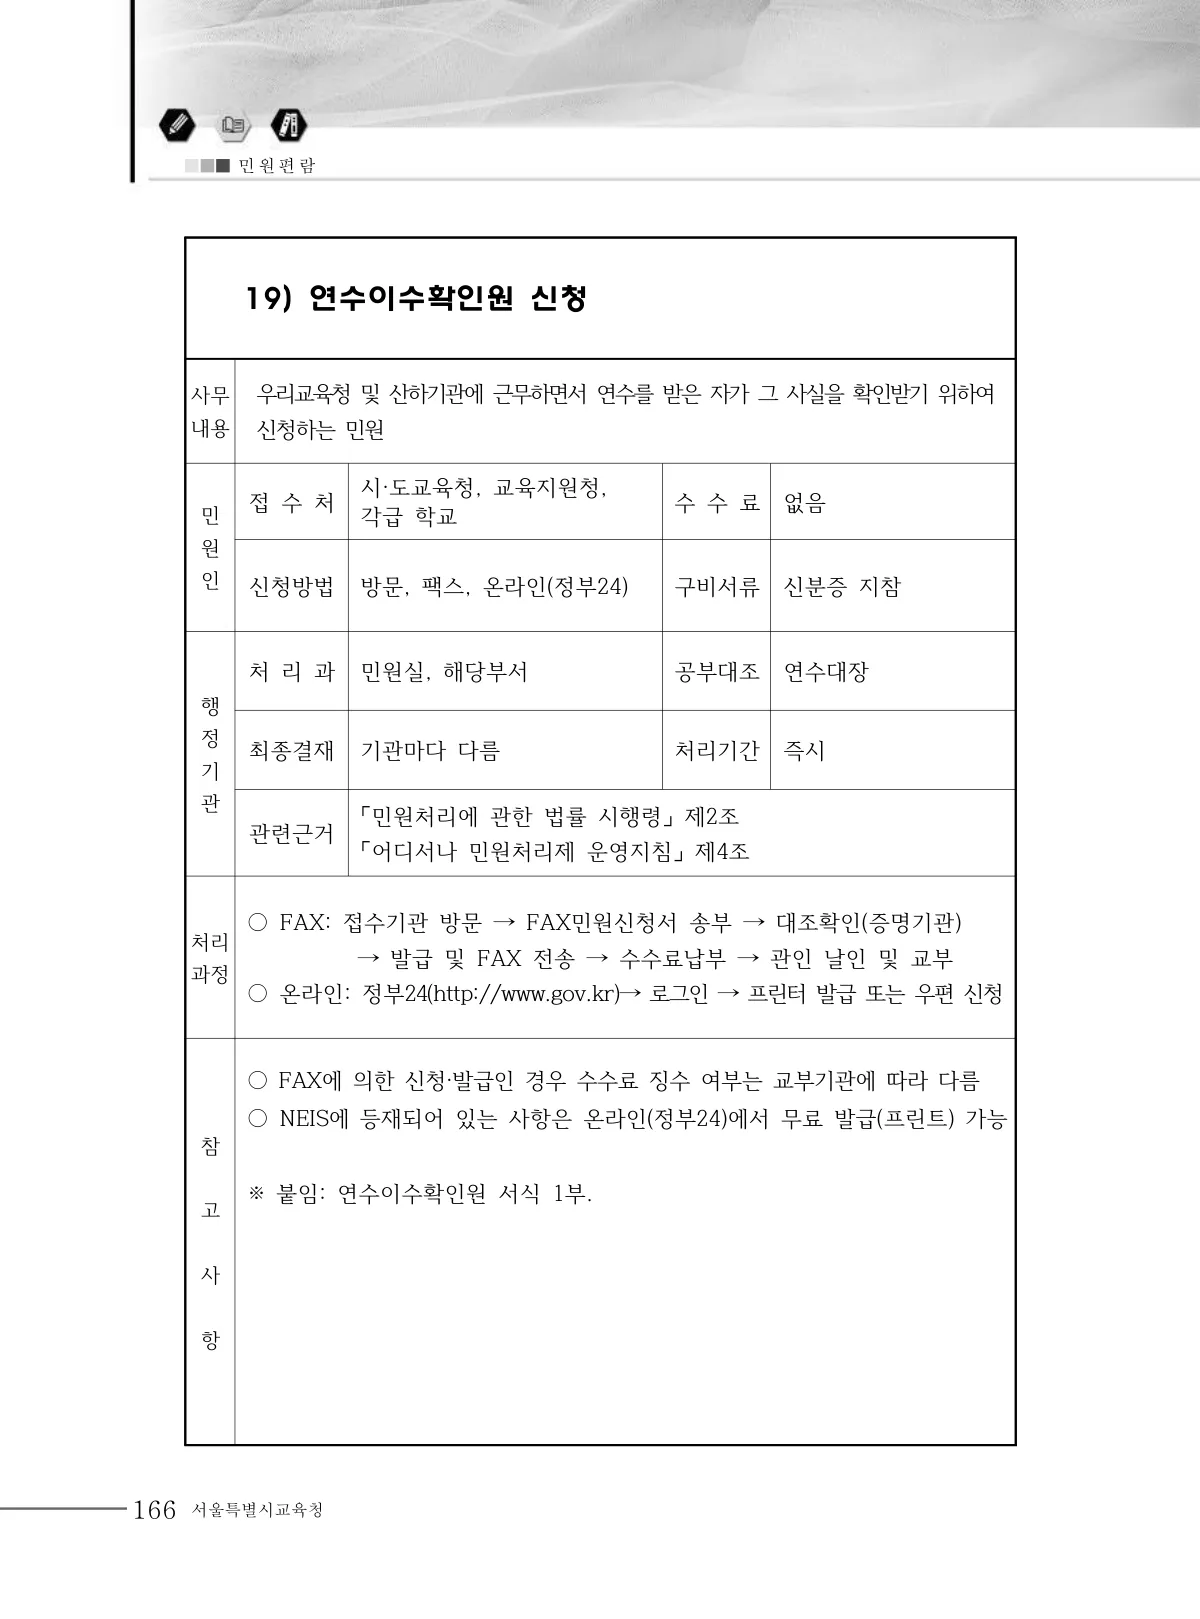 민원편람
19) 연수이수확인원 신청
사무
내용
우리교육청 및 산하기관에 근무하면서 연수를 받은 자가 그 사실을 확인받기 위하여
신청하는 민원
민
원
인
접 수 처
시·도교육청, 교육지원청,
각급 학교
수 수 료
없음
신청방법
방문, 팩스, 온라인(정부24)
구비서류
신분증 지참
행
정
기
관
처 리 과
민원실, 해당부서
공부대조
연수대장
최종결재
기관마다 다름
처리기간
즉시
관련근거
「민원처리에 관한 법률 시행령」 제2조
「어디서나 민원처리제 운영지침」 제4조
처리
과정
○ FAX: 접수기관 방문 → FAX민원신청서 송부 → 대조확인(증명기관)
→ 발급 및 FAX 전송 → 수수료납부 → 관인 날인 및 교부
○ 온라인: 정부24(http://www.gov.kr)→ 로그인 → 프린터 발급 또는 우편 신청
참
고
사
항
○ FAX에 의한 신청·발급인 경우 수수료 징수 여부는 교부기관에 따라 다름
○ NEIS에 등재되어 있는 사항은 온라인(정부24)에서 무료 발급(프린트) 가능
※ 붙임: 연수이수확인원 서식 1부.
166 서울특별시교육청